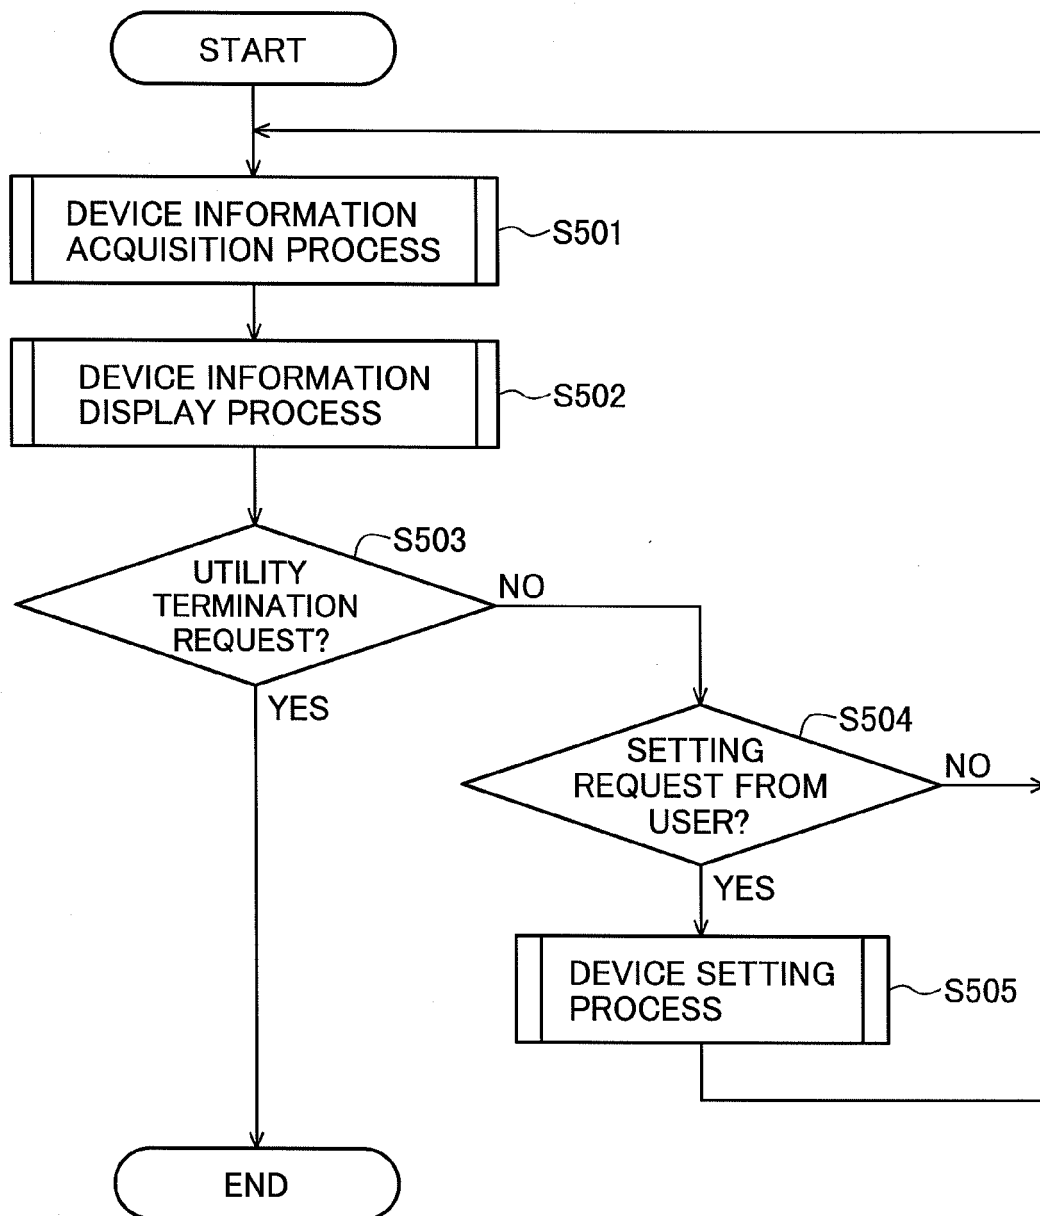 START
DEVICE INFORMATION
ACQUISITION PROCESS
S501
DEVICE INFORMATION
DISPLAY PROCESS
S502
S503
UTILITY
TERMINATION
REQUEST?
NO
YES
S504
SETTING
REQUEST FROM
USER?
NO
YES
DEVICE SETTING
PROCESS
S505
END